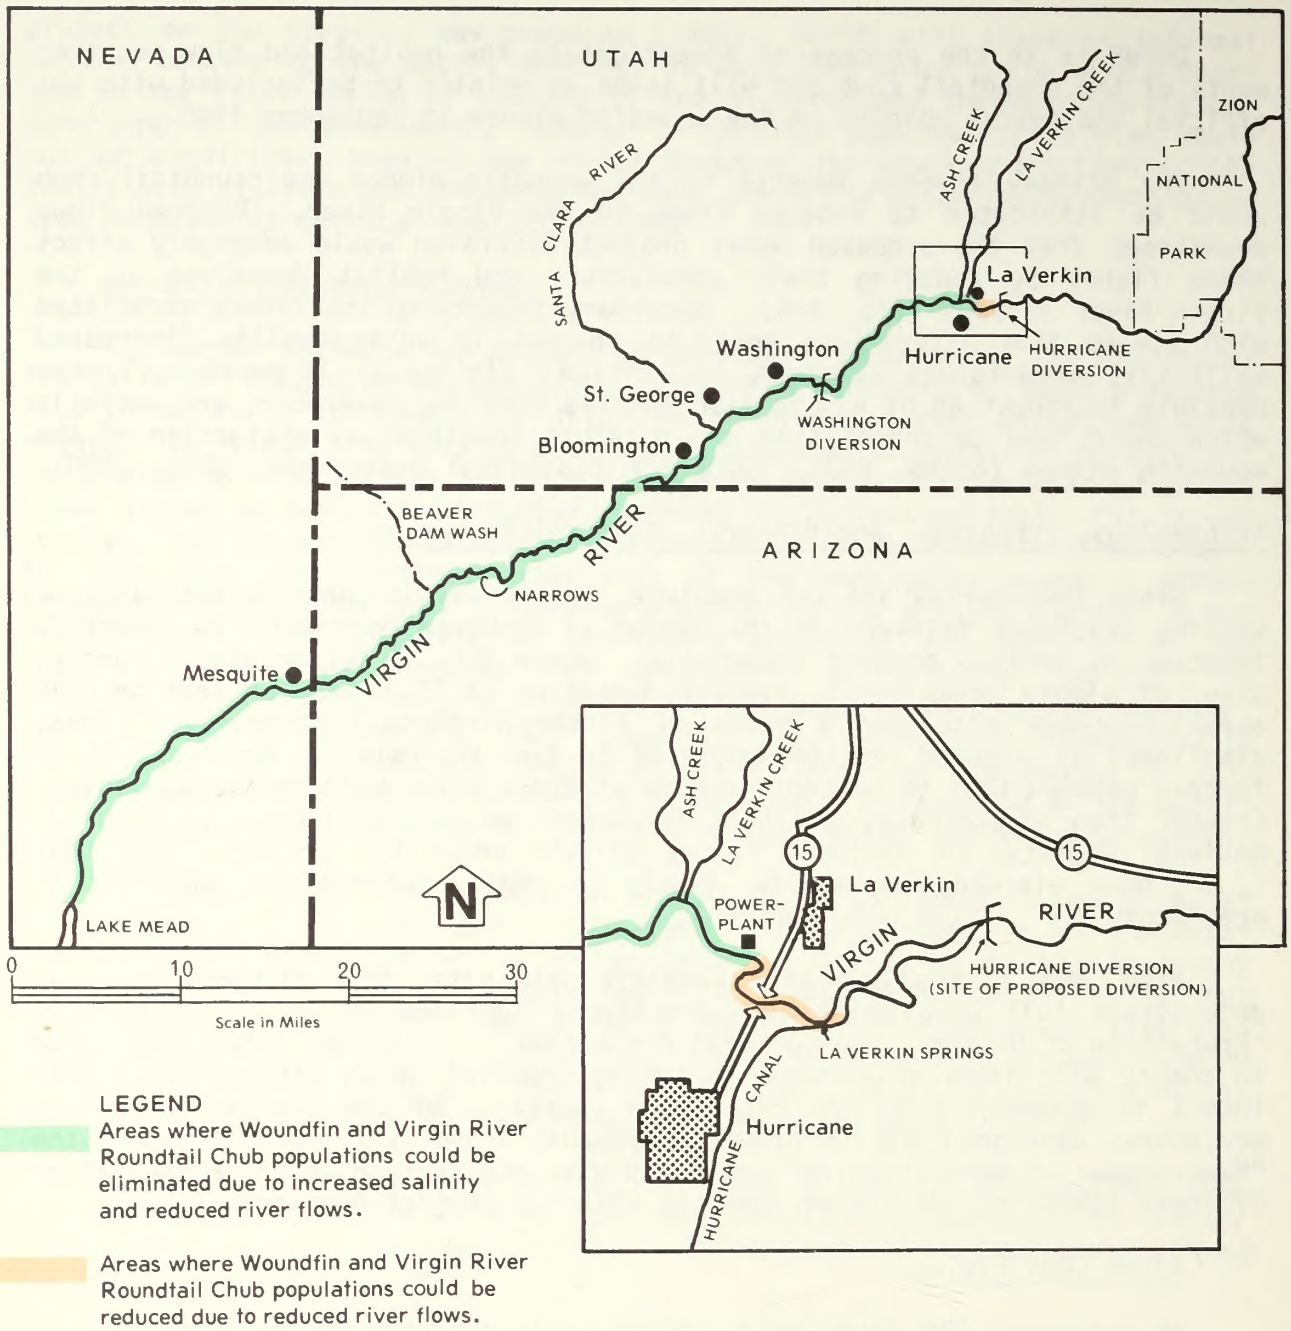 NEVADA
UTAH
ZION
NATIONAL
PARK
ASH CREEK
LA VERKIN CREEK
SANTA CLARA RIVER
La Verkin
Hurricane
HURRICANE
DIVERSION
Washington
WASHINGTON
DIVERSION
St. George
Bloomington
BEAVER
DAM WASH
ARIZONA
NARROWS
VIRGIN RIVER
Mesquite
LAKE MEAD
N
0 10 20 30
Scale in Miles
ASH CREEK
LA VERKIN CREEK
15
15
La Verkin
POWER-
PLANT
VIRGIN RIVER
HURRICANE DIVERSION
(SITE OF PROPOSED DIVERSION)
LA VERKIN SPRINGS
HURRICANE CANAL
Hurricane
LEGEND
Areas where Woundfin and Virgin River
Roundtail Chub populations could be
eliminated due to increased salinity
and reduced river flows.
Areas where Woundfin and Virgin River
Roundtail Chub populations could be
reduced due to reduced river flows.